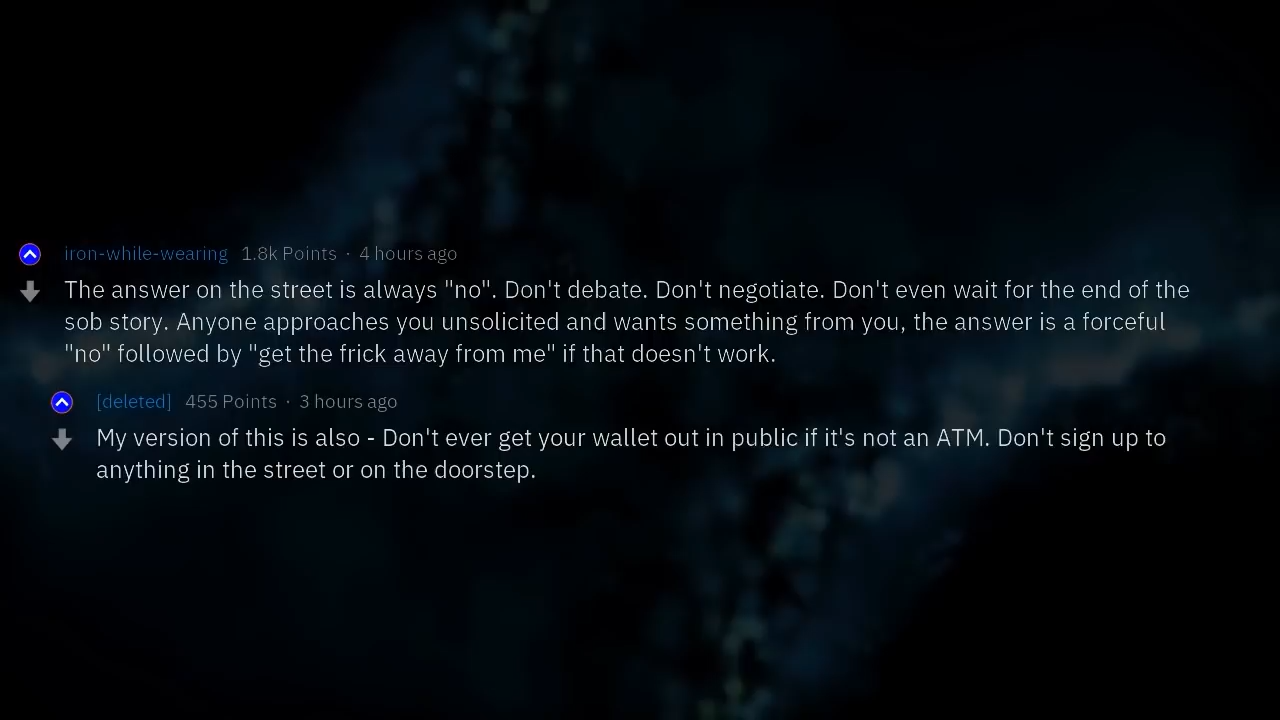 iron-while-wearing 1.8k Points · 4 hours ago
The answer on the street is always "no". Don't debate. Don't negotiate. Don't even wait for the end of the
sob story. Anyone approaches you unsolicited and wants something from you, the answer is a forceful
"no" followed by "get the frick away from me" if that doesn't work.
[deleted] 455 Points · 3 hours ago
My version of this is also - Don't ever get your wallet out in public if it's not an ATM. Don't sign up to
anything in the street or on the doorstep.